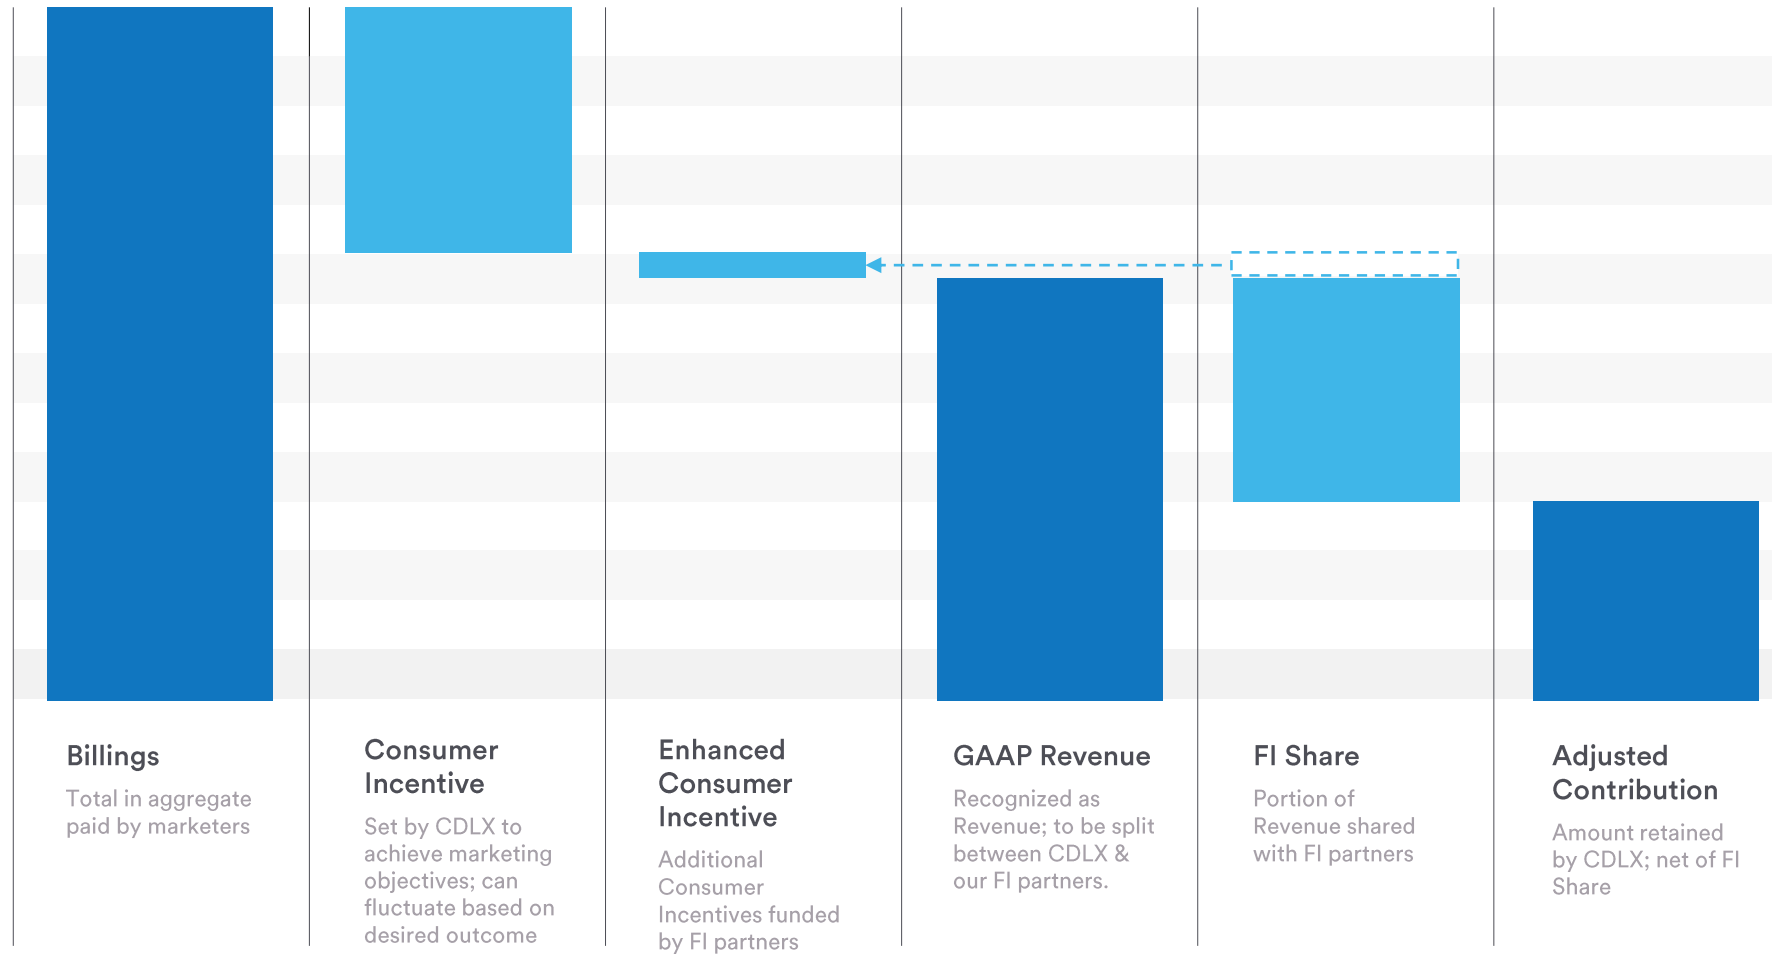 Billings
Total in aggregate
paid by marketers
Consumer
Incentive
Set by CDLX to
achieve marketing
objectives; can
fluctuate based on
desired outcome
Enhanced
Consumer
Incentive
Additional
Consumer
Incentives funded
by FI partners
GAAP Revenue
Recognized as
Revenue; to be split
between CDLX &
our FI partners.
FI Share
Portion of
Revenue shared
with FI partners
Adjusted
Contribution
Amount retained
by CDLX; net of FI
Share